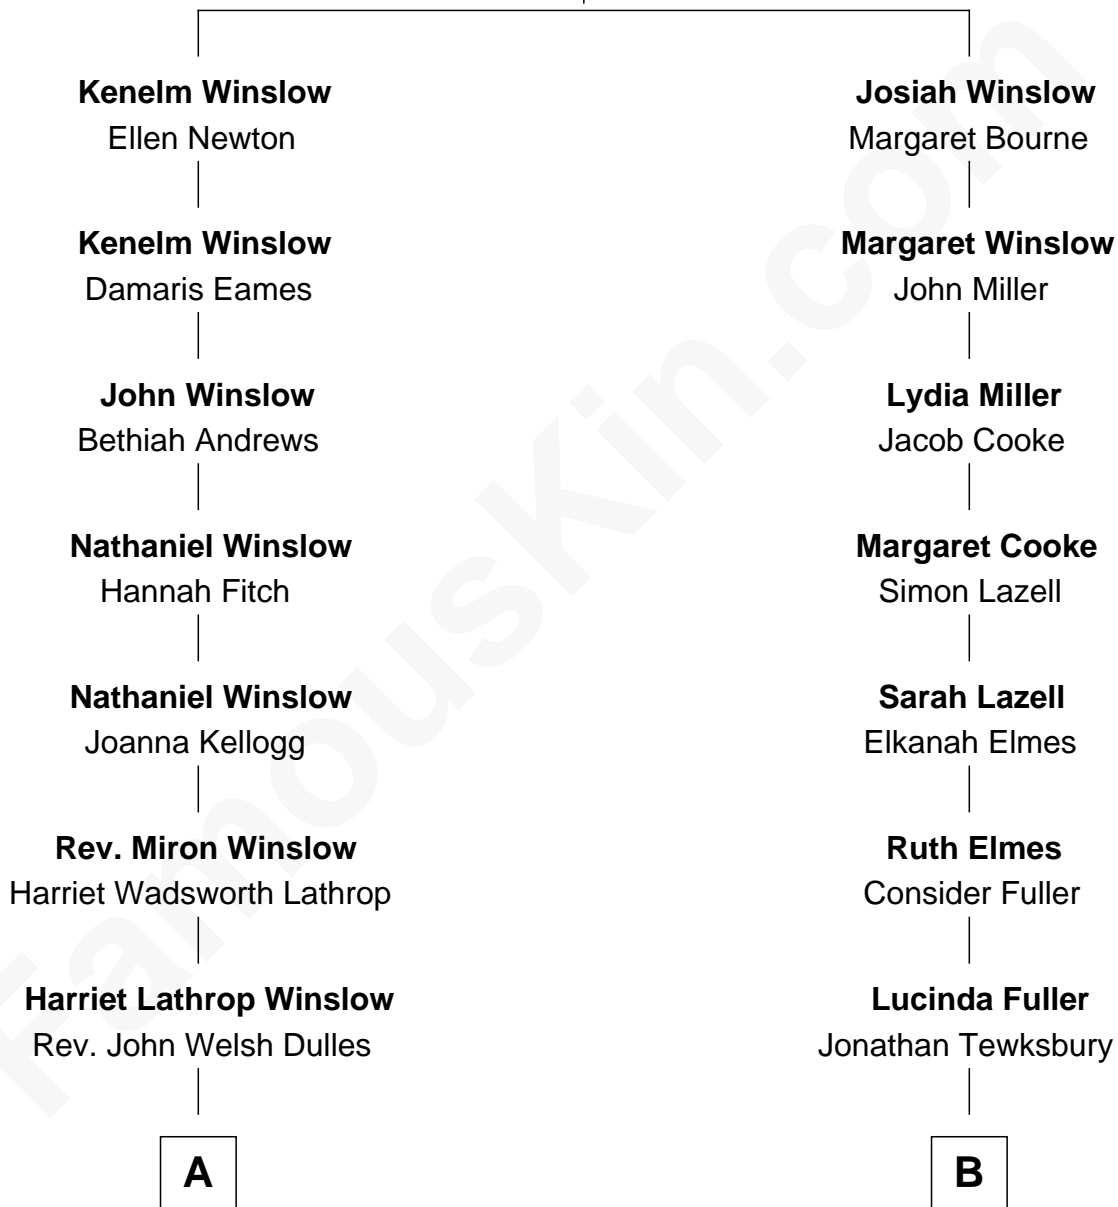 Kenelm Winslow
Ellen Newton
Kenelm Winslow
Damaris Eames
John Winslow
Bethiah Andrews
Nathaniel Winslow
Hannah Fitch
Nathaniel Winslow
Joanna Kellogg
Rev. Miron Winslow
Harriet Wadsworth Lathrop
Harriet Lathrop Winslow
Rev. John Welsh Dulles
A
Josiah Winslow
Margaret Bourne
Margaret Winslow
John Miller
Lydia Miller
Jacob Cooke
Margaret Cooke
Simon Lazell
Sarah Lazell
Elkanah Elmes
Ruth Elmes
Consider Fuller
Lucinda Fuller
Jonathan Tewksbury
B
FamousKin.com